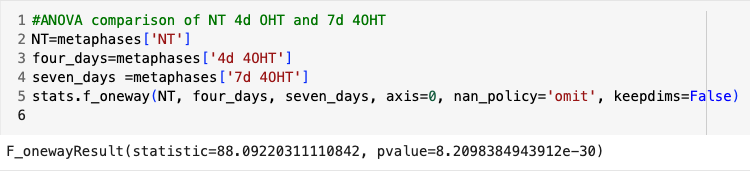 1 #ANOVA comparison of NT 4d OHT and 7d 4OHT
2 NT=metaphases['NT']
3 four_days=metaphases['4d 4OHT']
4 seven_days =metaphases['7d 4OHT']
5 stats.f_oneway(NT, four_days, seven_days, axis=0, nan_policy='omit', keepdims=False)
6
F_onewayResult(statistic=88.09220311110842, pvalue=8.2098384943912e-30)